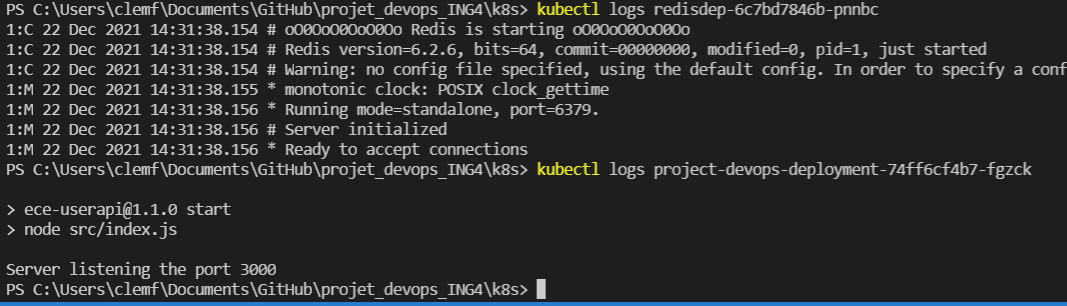 PS C:\Users\clemf\Documents\GitHub\projet_devops_ING4\k8s> kubectl logs redisdep-6c7bd7846b-pnnbc
1:C 22 Dec 2021 14:31:38.154 # oO0OoO0OoO0Oo Redis is starting oO0OoO0OoO0Oo
1:C 22 Dec 2021 14:31:38.154 # Redis version=6.2.6, bits=64, commit=00000000, modified=0, pid=1, just started
1:C 22 Dec 2021 14:31:38.154 # Warning: no config file specified, using the default config. In order to specify a conf
1:M 22 Dec 2021 14:31:38.155 * monotonic clock: POSIX clock_gettime
1:M 22 Dec 2021 14:31:38.156 * Running mode=standalone, port=6379.
1:M 22 Dec 2021 14:31:38.156 # Server initialized
1:M 22 Dec 2021 14:31:38.156 * Ready to accept connections
PS C:\Users\clemf\Documents\GitHub\projet_devops_ING4\k8s> kubectl logs project-devops-deployment-74ff6cf4b7-fgzck
> ece-userapi@1.1.0 start
> node src/index.js
Server listening the port 3000
PS C:\Users\clemf\Documents\GitHub\projet_devops_ING4\k8s>